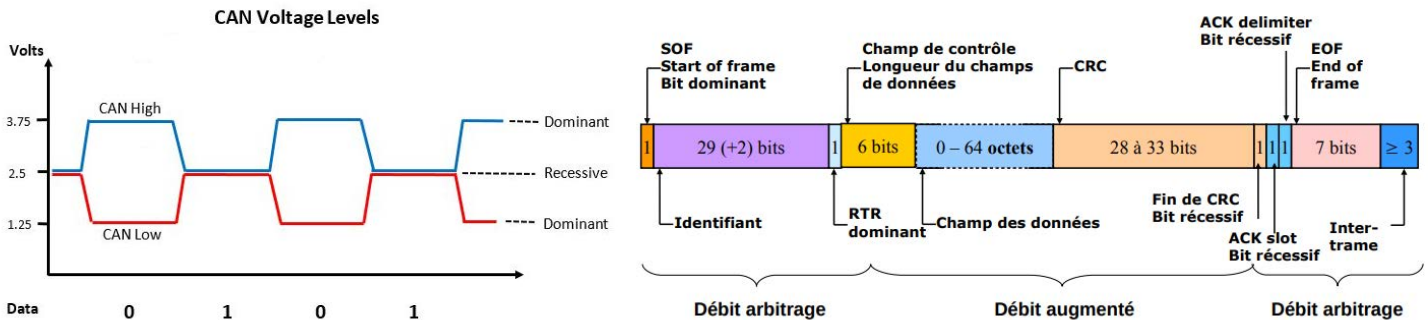 CAN Voltage Levels
Volts
3.75
2.5
1.25
CAN High
CAN Low
Dominant
Recessive
Dominant
Data
0
1
0
1
SOF
Start of frame
Bit dominant
Champ de contrôle
Longueur du champs
de données
CRC
ACK delimiter
Bit récessif
EOF
End of
frame
1
29 (+2) bits
1
6 bits
0 – 64 octets
28 à 33 bits
1
1
1
7 bits
≥ 3
Identifiant
RTR
dominant
Champ des données
Fin de CRC
Bit récessif
ACK slot
Bit récessif
Inter-
trame
Débit arbitrage
Débit augmenté
Débit arbitrage